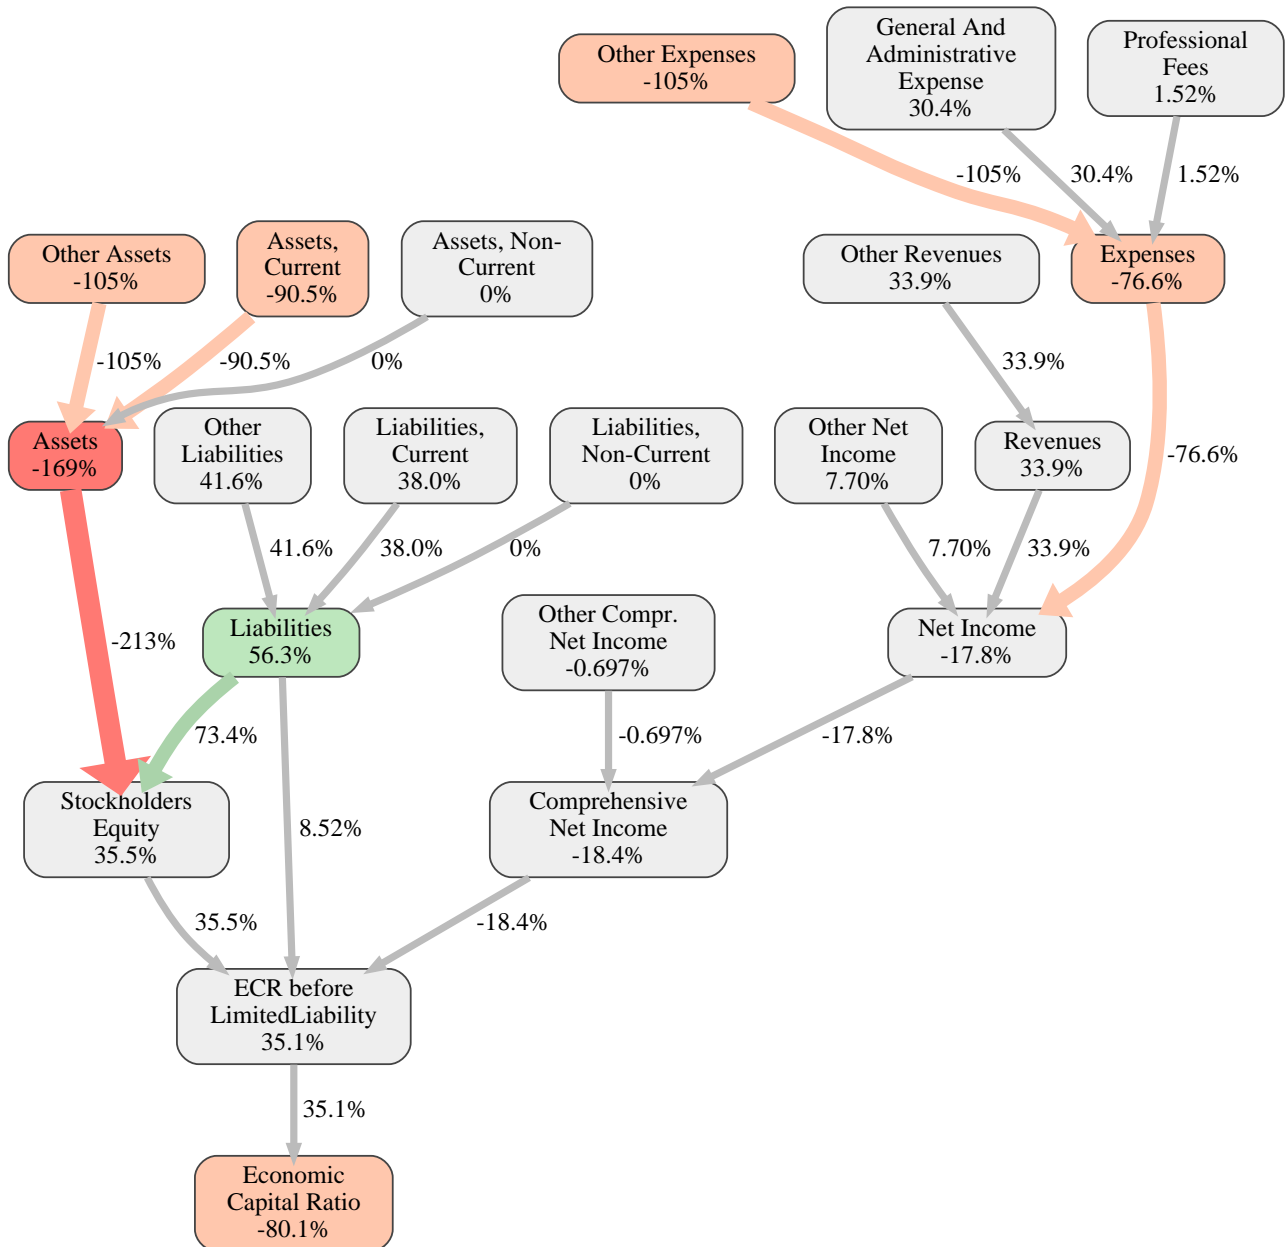 Other Expenses
-105%
General And
Administrative
Expense
30.4%
Professional
Fees
1.52%
-105%
30.4%
1.52%
Other Assets
-105%
Assets,
Current
-90.5%
Assets, Non-
Current
0%
Other Revenues
33.9%
Expenses
-76.6%
-105%
-90.5%
0%
33.9%
Assets
-169%
Other
Liabilities
41.6%
Liabilities,
Current
38.0%
Liabilities,
Non-Current
0%
Other Net
Income
7.70%
Revenues
33.9%
-76.6%
41.6%
38.0%
0%
7.70%
33.9%
-213%
Liabilities
56.3%
Other Compr.
Net Income
-0.697%
Net Income
-17.8%
73.4%
-0.697%
-17.8%
Stockholders
Equity
35.5%
8.52%
Comprehensive
Net Income
-18.4%
35.5%
-18.4%
ECR before
LimitedLiability
35.1%
35.1%
Economic
Capital Ratio
-80.1%